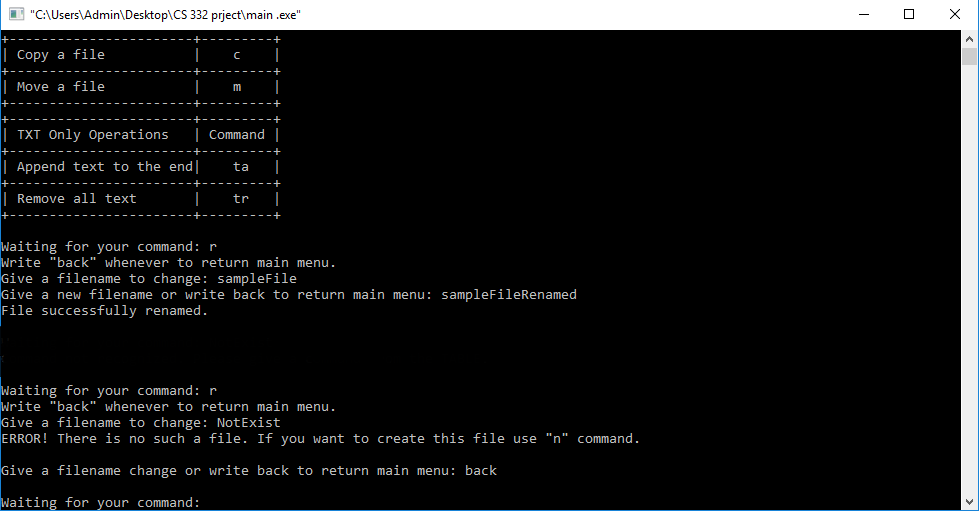 "C:\Users\Admin\Desktop\CS 332 prject\main .exe"
+-----------------------+---------+
| Copy a file           |    c    |
+-----------------------+---------+
| Move a file           |    m    |
+-----------------------+---------+
+-----------------------+---------+
| TXT Only Operations   | Command |
+-----------------------+---------+
| Append text to the end|    ta   |
+-----------------------+---------+
| Remove all text       |    tr   |
+-----------------------+---------+
Waiting for your command: r
Write "back" whenever to return main menu.
Give a filename to change: sampleFile
Give a new filename or write back to return main menu: sampleFileRenamed
File successfully renamed.
Waiting for your command: r
Write "back" whenever to return main menu.
Give a filename to change: NotExist
ERROR! There is no such a file. If you want to create this file use "n" command.
Give a filename change or write back to return main menu: back
Waiting for your command: